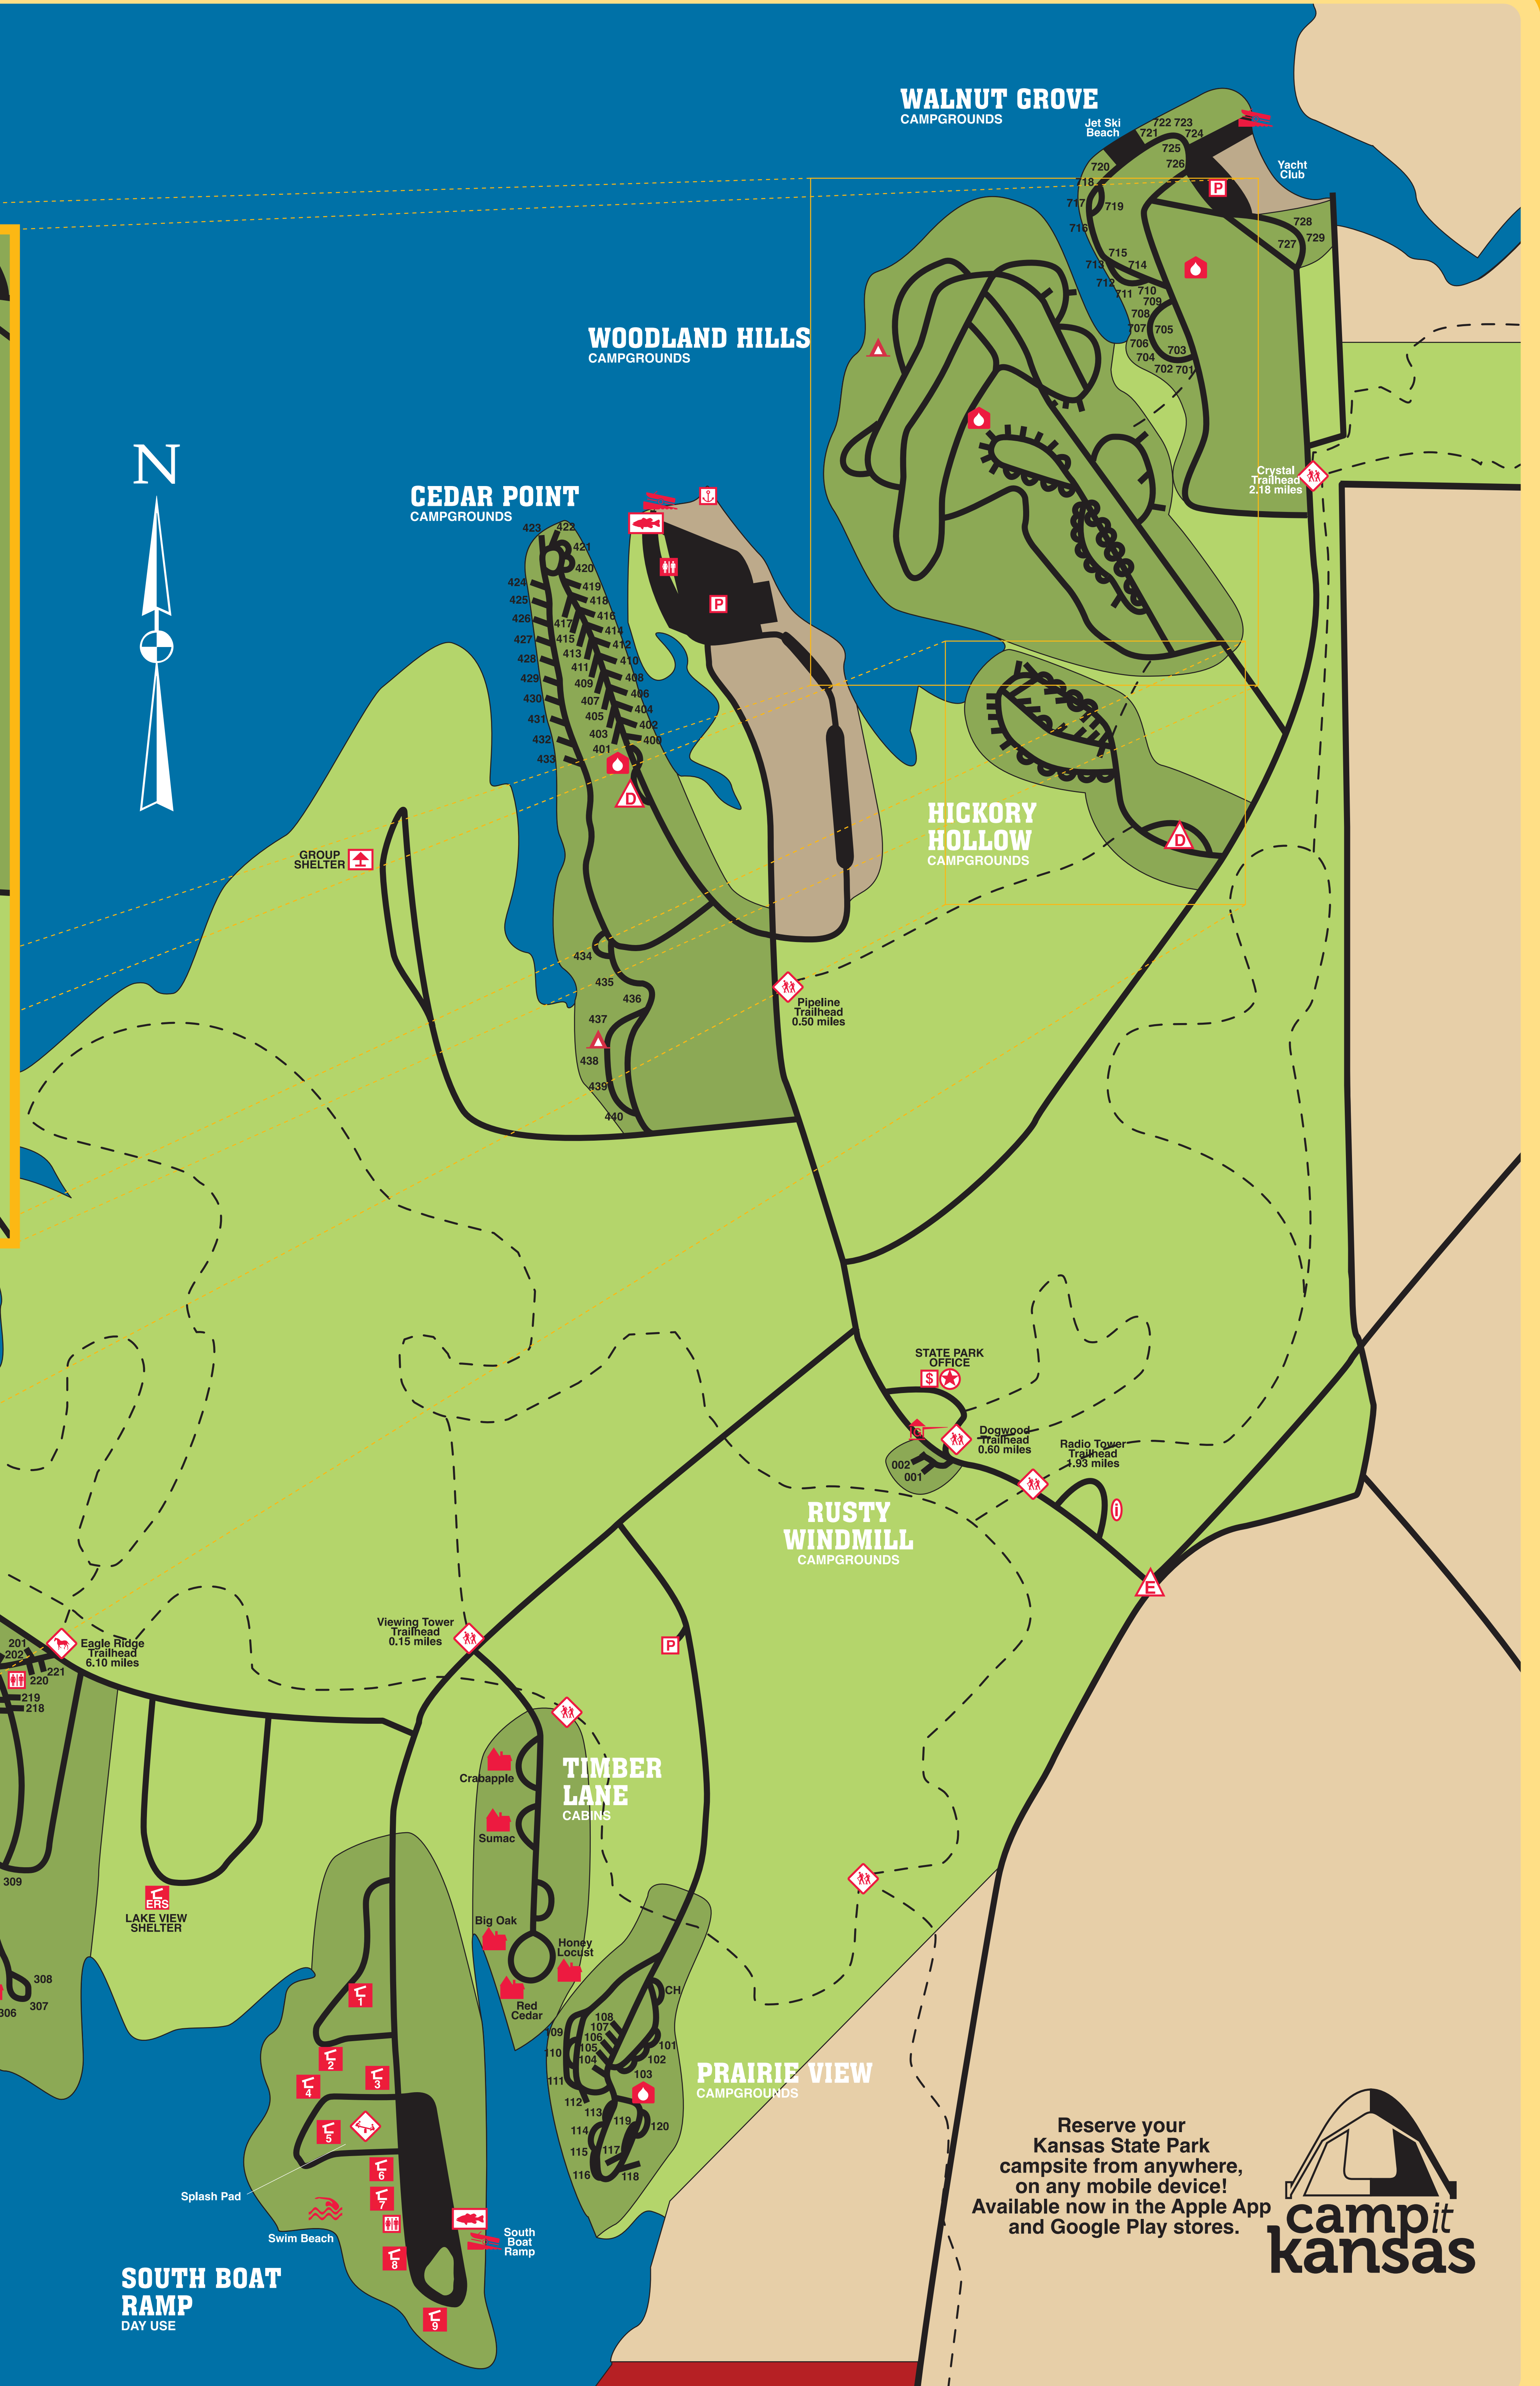 WALNUT GROVE
CAMPGROUNDS
Jet Ski
Beach
722 723
721
724
725
726
720
718
717
719
716
715
713
714
712
711
710
709
708
707
705
706
704
703
702
701
Yacht
Club
P
728
727
729
WOODLAND HILLS
CAMPGROUNDS
Crystal
Trailhead
2.18 miles
N
CEDAR POINT
CAMPGROUNDS
423
422
421
420
424
419
425
418
426
416
417
414
427
415
412
413
410
428
411
408
429
409
406
430
407
404
431
405
402
432
403
400
433
401
D
P
HICKORY
HOLLOW
CAMPGROUNDS
D
GROUP
SHELTER
434
435
436
437
438
439
440
Pipeline
Trailhead
0.50 miles
STATE PARK
OFFICE
$
C
Dogwood
Trailhead
0.60 miles
Radio Tower
Trailhead
1.93 miles
002
001
i
E
RUSTY
WINDMILL
CAMPGROUNDS
Viewing Tower
Trailhead
0.15 miles
P
201
202
221
220
219
218
Eagle Ridge
Trailhead
6.10 miles
TIMBER
LANE
CABINS
Crabapple
Sumac
Big Oak
Honey
Locust
Red
Cedar
309
308
307
306
ERS
LAKE VIEW
SHELTER
CH
108
107
109
106
105
104
110
111
101
102
103
112
113
119
120
114
115
117
116
118
PRAIRIE VIEW
CAMPGROUNDS
1
2
3
4
5
6
7
8
9
Splash Pad
Swim Beach
South
Boat
Ramp
SOUTH BOAT
RAMP
DAY USE
Reserve your
Kansas State Park
campsite from anywhere,
on any mobile device!
Available now in the Apple App
and Google Play stores.
campit
kansas